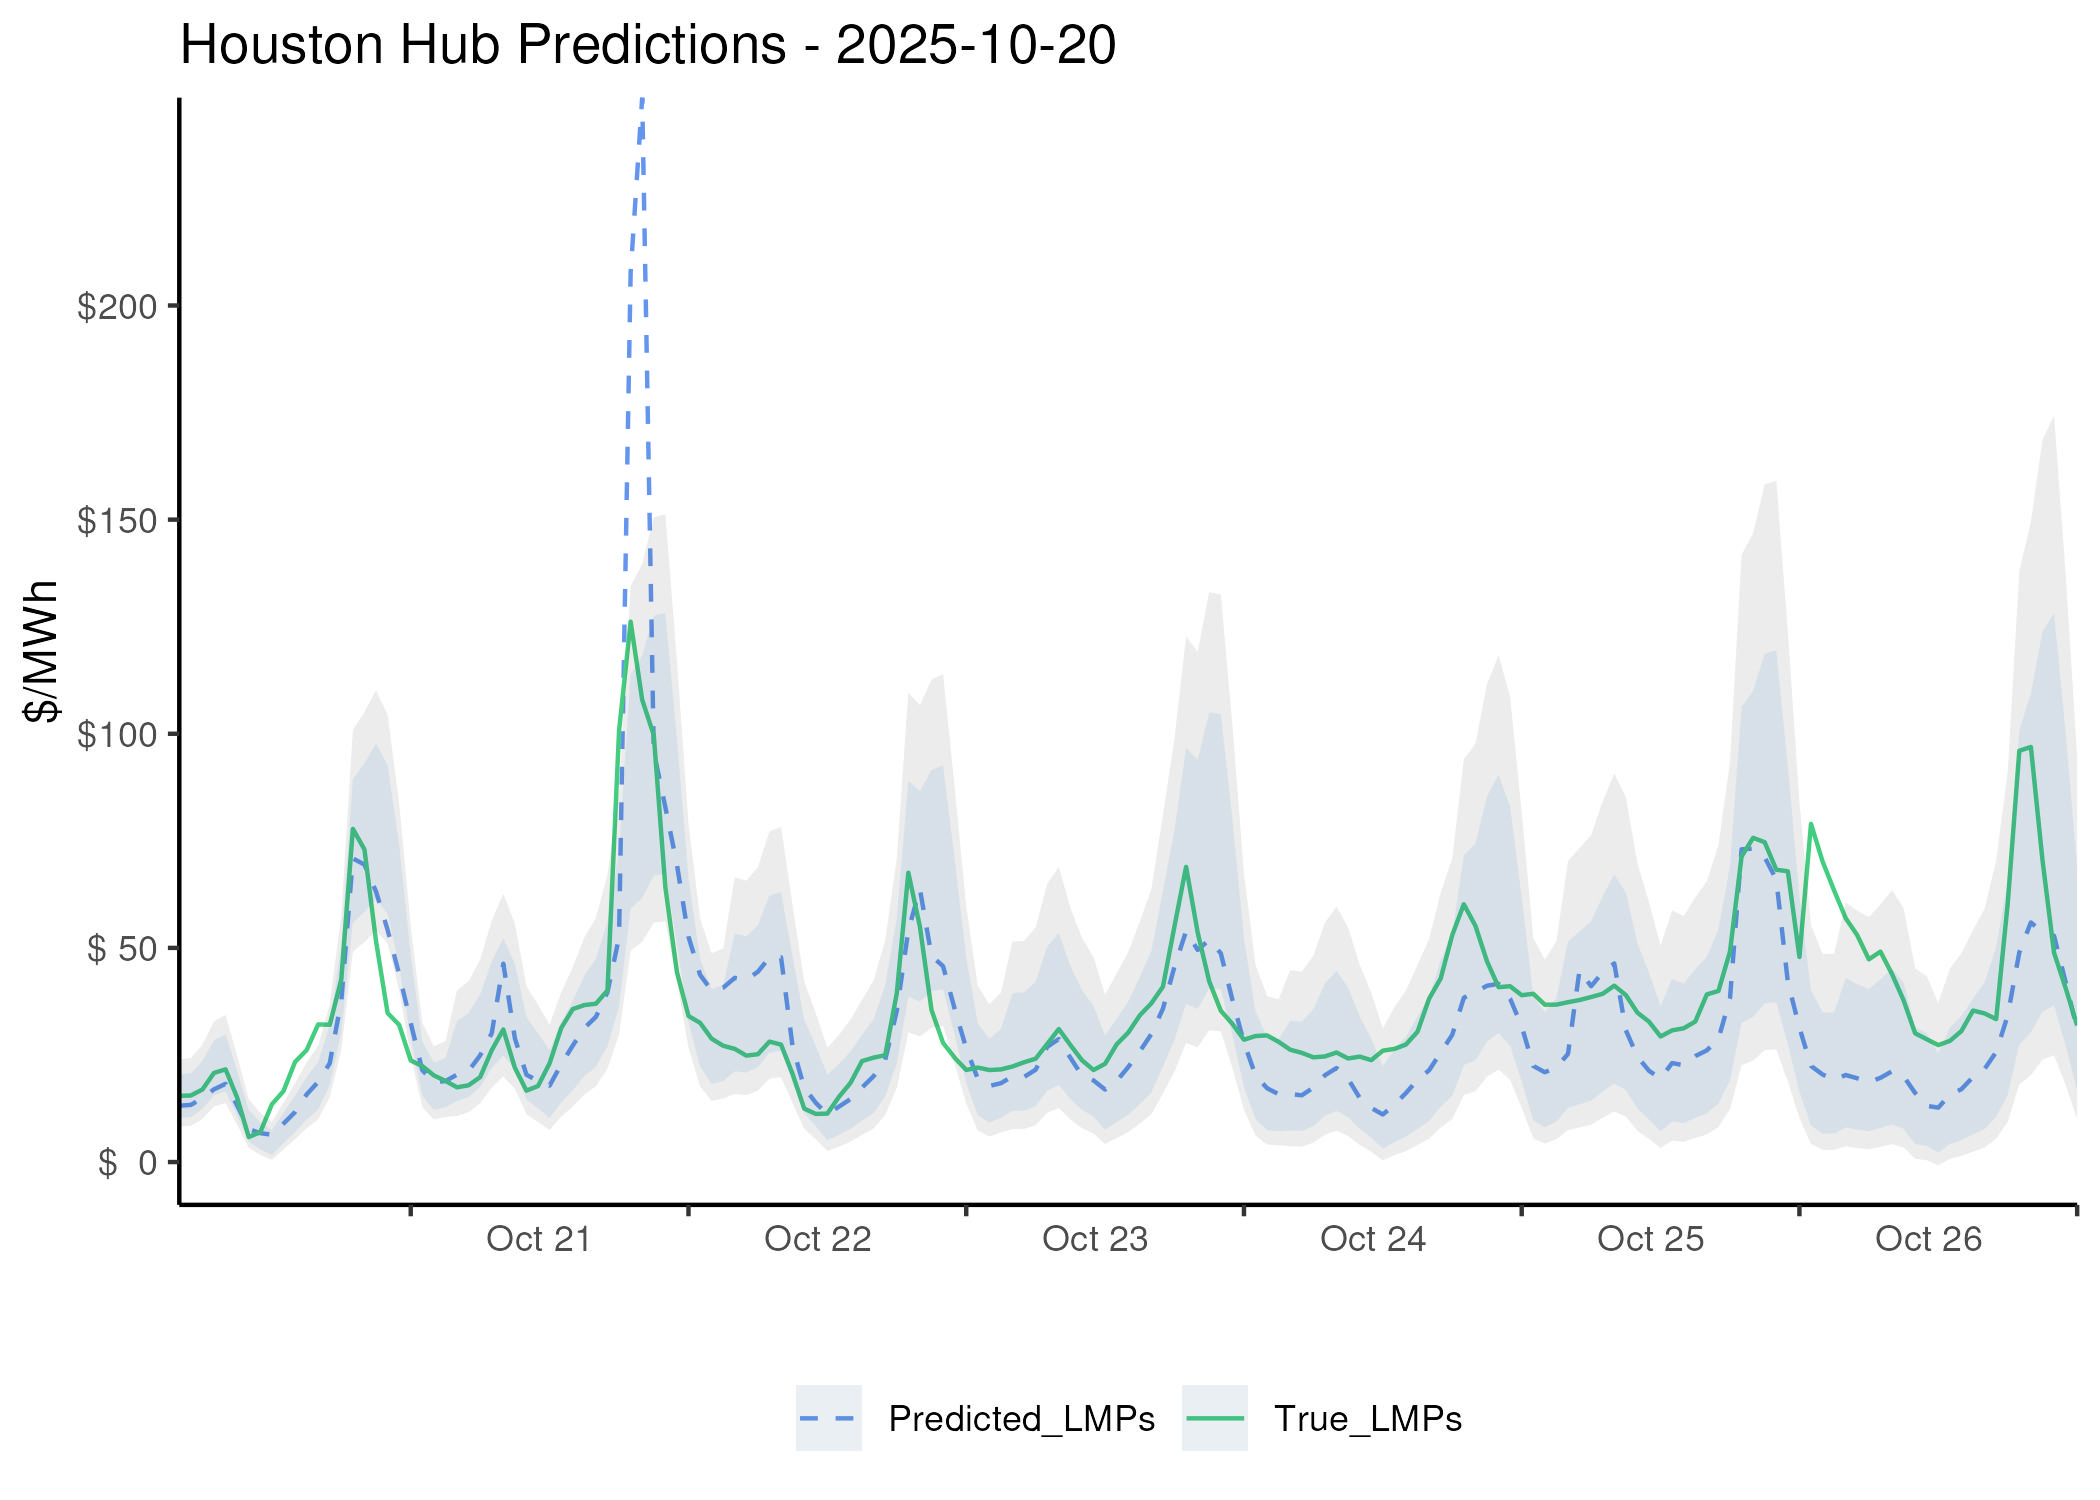 Houston Hub Predictions - 2025-10-20
$/MWh
$200
$150
$100
$ 50
$ 0
Oct 21 Oct 22 Oct 23 Oct 24 Oct 25 Oct 26
Predicted_LMPs True_LMPs